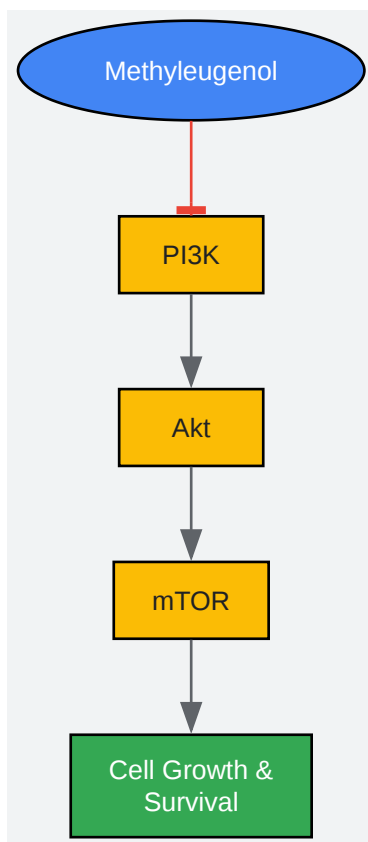 Methyleugenol
PI3K
Akt
mTOR
Cell Growth &
Survival